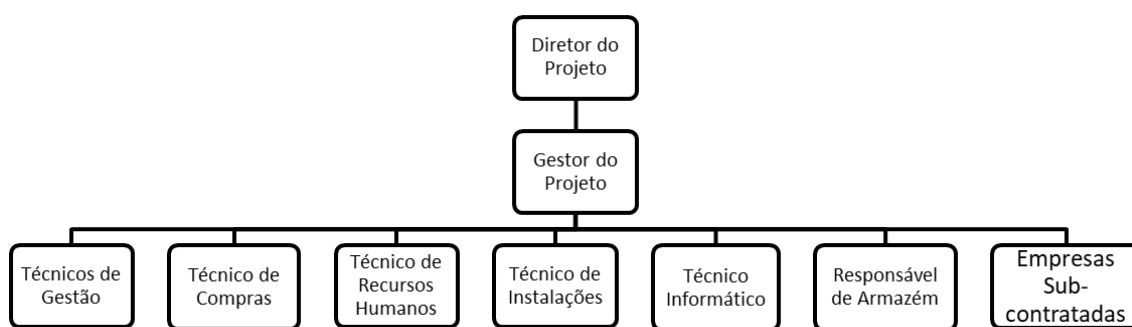 Diretor do
Projeto
Gestor do
Projeto
Técnicos de
Gestão
Técnico de
Compras
Técnico de
Recursos
Humanos
Técnico de
Instalações
Técnico
Informático
Responsável
de Armazém
Empresas
Sub-
contratadas